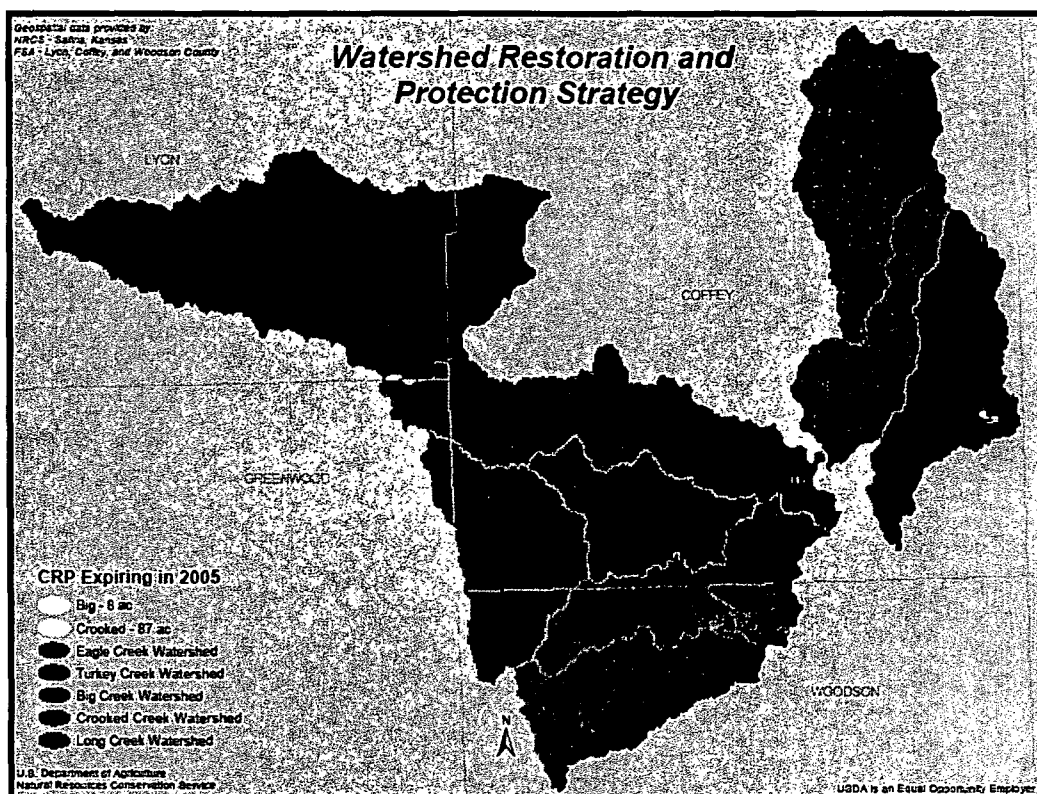 Geospatial data provided by
NRCS - Salina, Kansas
FSA - Lyon, Coffey, and Woodson County
Watershed Restoration and
Protection Strategy
LYON
COFFEY
GREENWOOD
CRP Expiring in 2005
Big - 8 ac
Crooked - 87 ac
Eagle Creek Watershed
Turkey Creek Watershed
Big Creek Watershed
Crooked Creek Watershed
Long Creek Watershed
WOODSON
N
U.S. Department of Agriculture
Natural Resources Conservation Service
USDA is an Equal Opportunity Employer